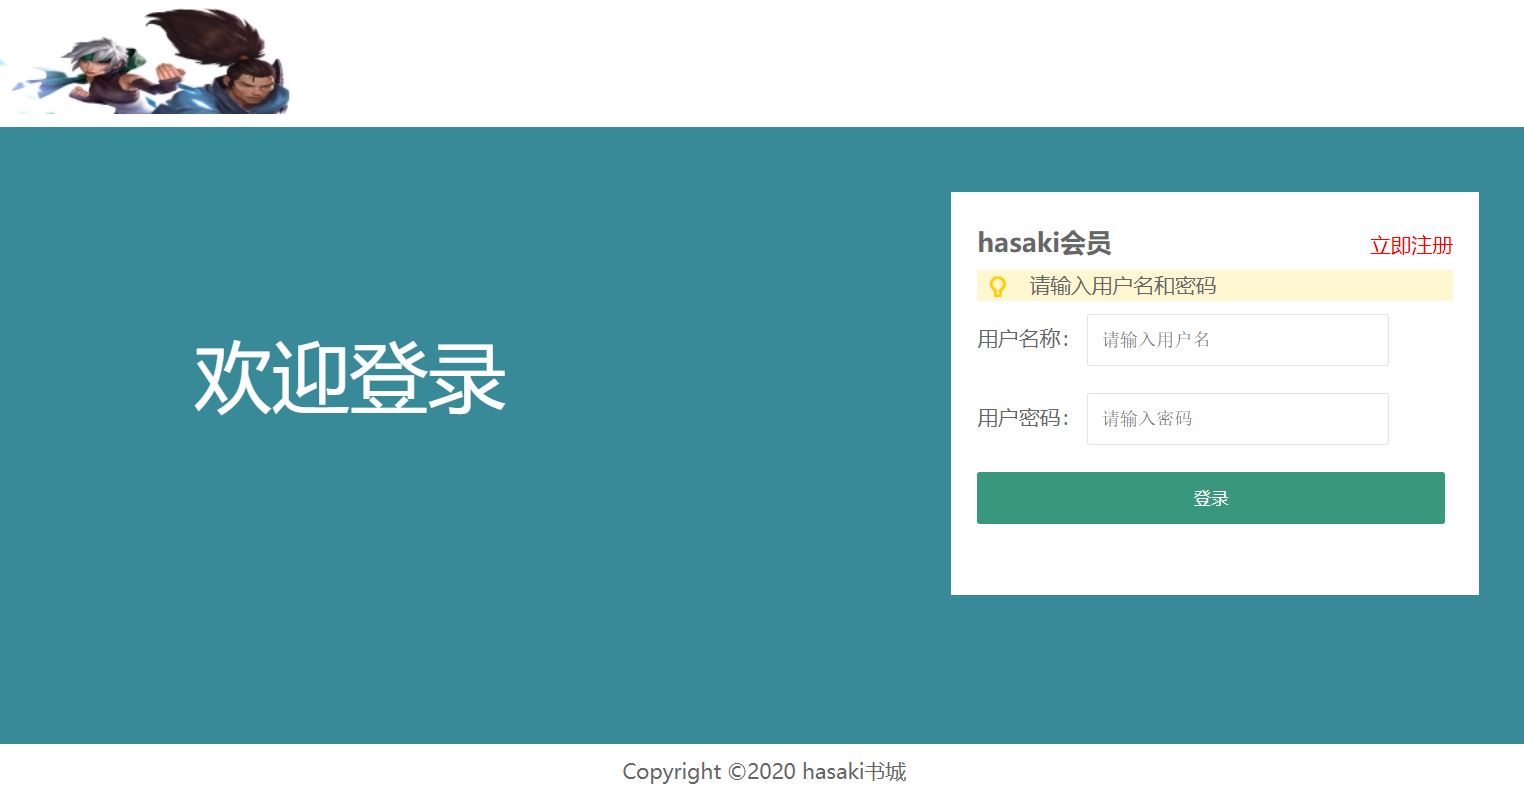 欢迎登录
hasaki会员
立即注册
请输入用户名和密码
用户名称：
请输入用户名
用户密码：
请输入密码
登录
Copyright ©2020 hasaki书城